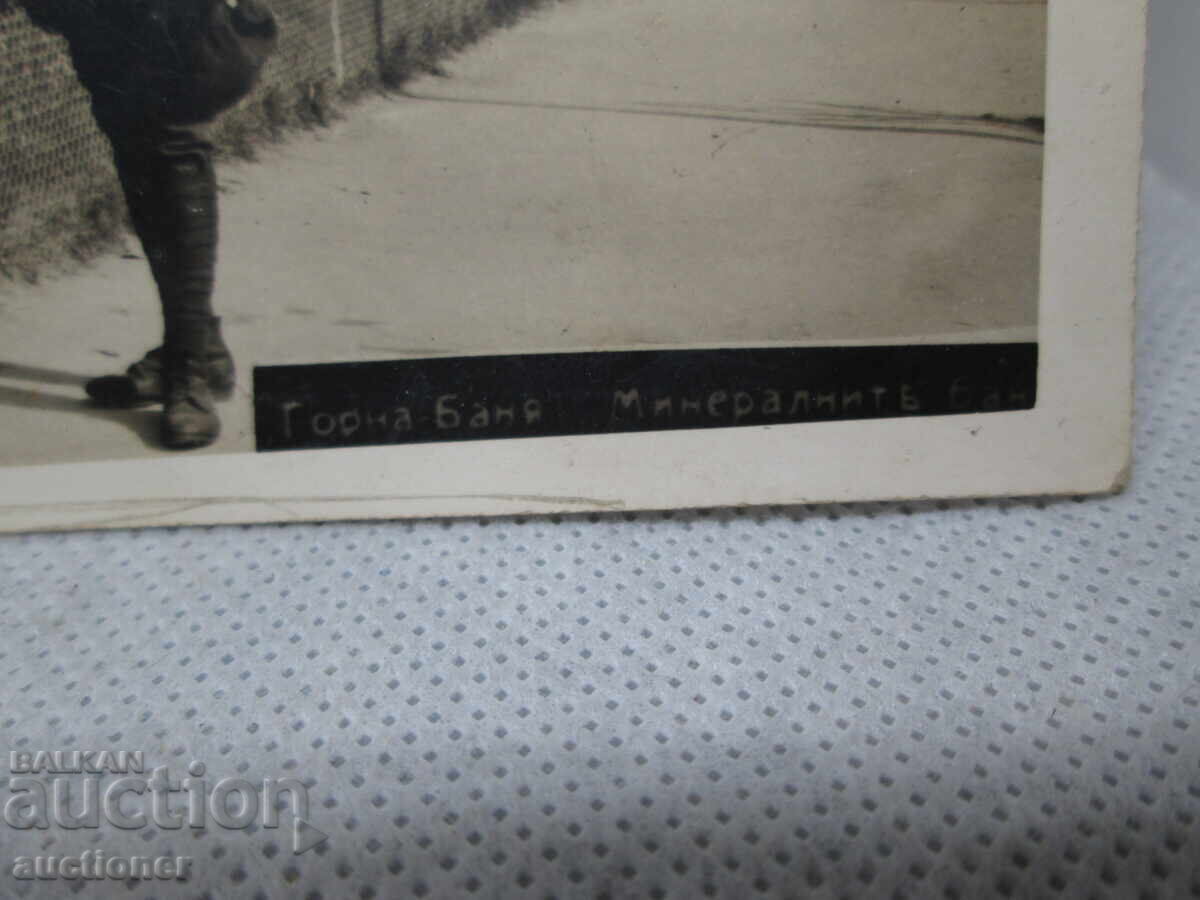 Горна-Баня Минералнитѣ бан
BALKAN
auction
auctioner